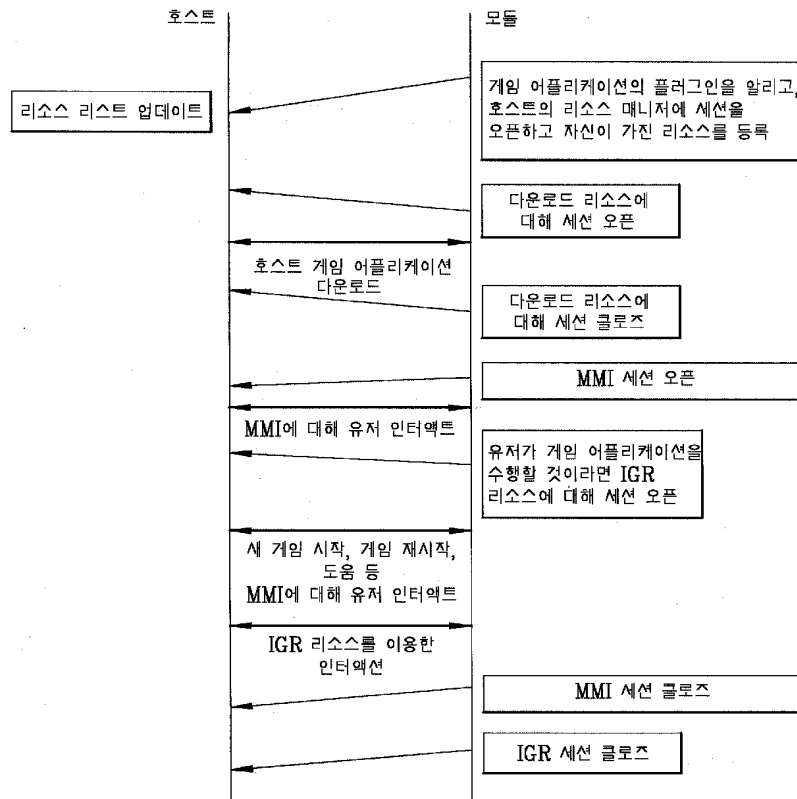 호스트
모듈
게임 어플리케이션의 플러그인을 알리고,
호스트의 리소스 매니저에 세션을
오픈하고 자신이 가진 리소스를 등록
리소스 리스트 업데이트
다운로드 리소스에
대해 세션 오픈
호스트 게임 어플리케이션
다운로드
다운로드 리소스에
대해 세션 클로즈
MMI 세션 오픈
MMI에 대해 유저 인터액트
유저가 게임 어플리케이션을
수행할 것이라면 IGR
리소스에 대해 세션 오픈
새 게임 시작, 게임 재시작,
도움 등
MMI에 대해 유저 인터액트
IGR 리소스를 이용한
인터액션
MMI 세션 클로즈
IGR 세션 클로즈